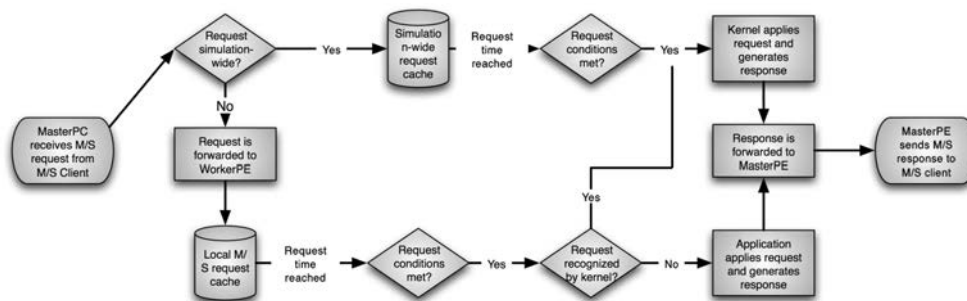 MasterPC
receives M/S
request from
M/S Client
Request
simulation-
wide?
Yes
No
Simulatio
n-wide
request
cache
Request
time
reached
Request
conditions
met?
Yes
Kernel applies
request and
generates
response
Request is
forwarded to
WorkerPE
Response is
forwarded to
MasterPE
MasterPE
sends M/S
response to
M/S client
Local M/
S request
cache
Request
time
reached
Request
conditions
met?
Yes
Request
recognized
by kernel?
Yes
No
Application
applies request
and generates
response